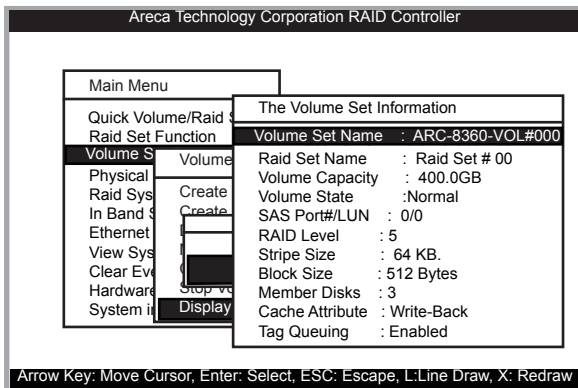 Areca Technology Corporation RAID Controller
Main Menu
Quick Volume/Raid
Raid Set Function
Volume S
Physical
Raid Sys
In Band
Ethernet
View Sys
Clear Eve
Hardware
System i
Volume
Create
Create
Stop Vo
Display
The Volume Set Information
Volume Set Name : ARC-8360-VOL#000
Raid Set Name : Raid Set # 00
Volume Capacity : 400.0GB
Volume State :Normal
SAS Port#/LUN : 0/0
RAID Level : 5
Stripe Size : 64 KB.
Block Size : 512 Bytes
Member Disks : 3
Cache Attribute : Write-Back
Tag Queuing : Enabled
Arrow Key: Move Cursor, Enter: Select, ESC: Escape, L:Line Draw, X: Redraw